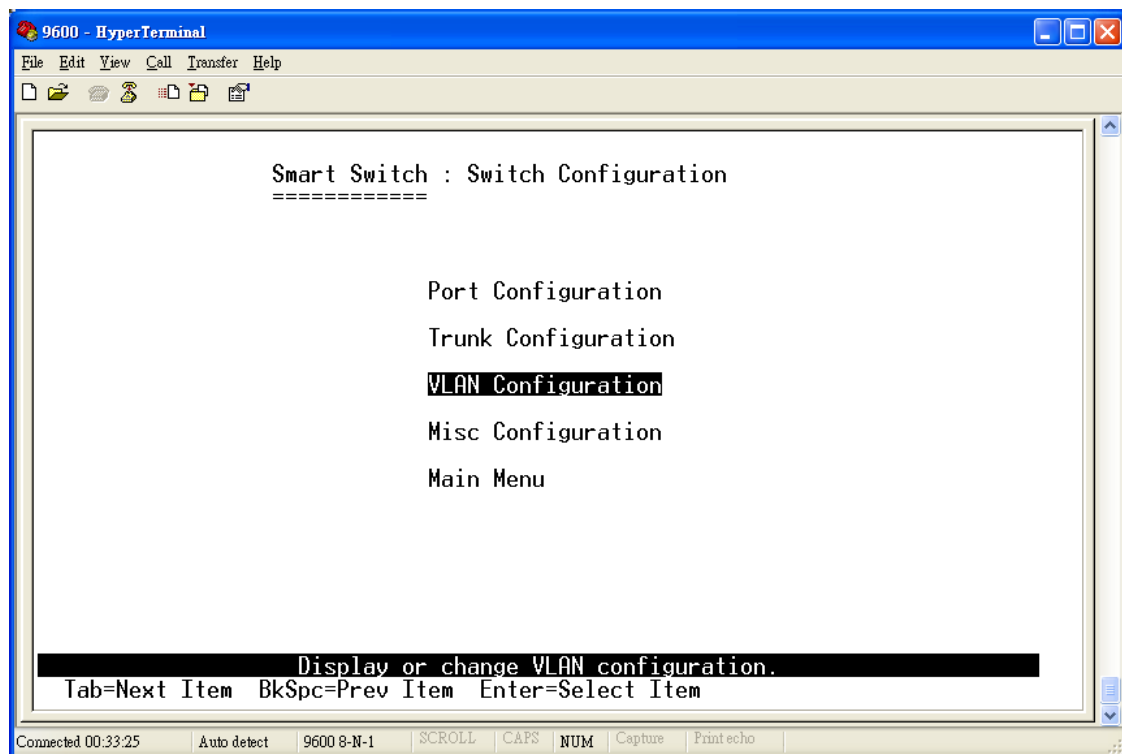 9600 - HyperTerminal
File Edit View Call Transfer Help
Smart Switch : Switch Configuration
============
Port Configuration
Trunk Configuration
VLAN Configuration
Misc Configuration
Main Menu
Display or change VLAN configuration.
Tab=Next Item BkSpc=Prev Item Enter=Select Item
Connected 00:33:25 Auto detect 9600 8-N-1 SCROLL CAPS NUM Capture Print echo